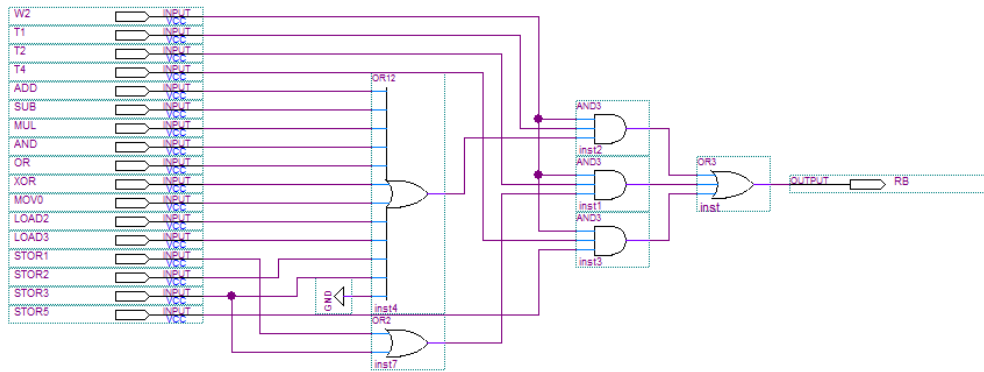 W2 INPUT VCC
T1 INPUT VCC
T2 INPUT VCC
T4 INPUT VCC
ADD INPUT VCC
SUB INPUT VCC
MUL INPUT VCC
AND INPUT VCC
OR INPUT VCC
XOR INPUT VCC
MOV0 INPUT VCC
LOAD2 INPUT VCC
LOAD3 INPUT VCC
STOR1 INPUT VCC
STOR2 INPUT VCC
STOR3 INPUT VCC
STOR5 INPUT VCC
OR12
GND
inst4
OR2
inst7
AND3
inst2
AND3
inst1
AND3
inst3
OR3
inst
OUTPUT RB